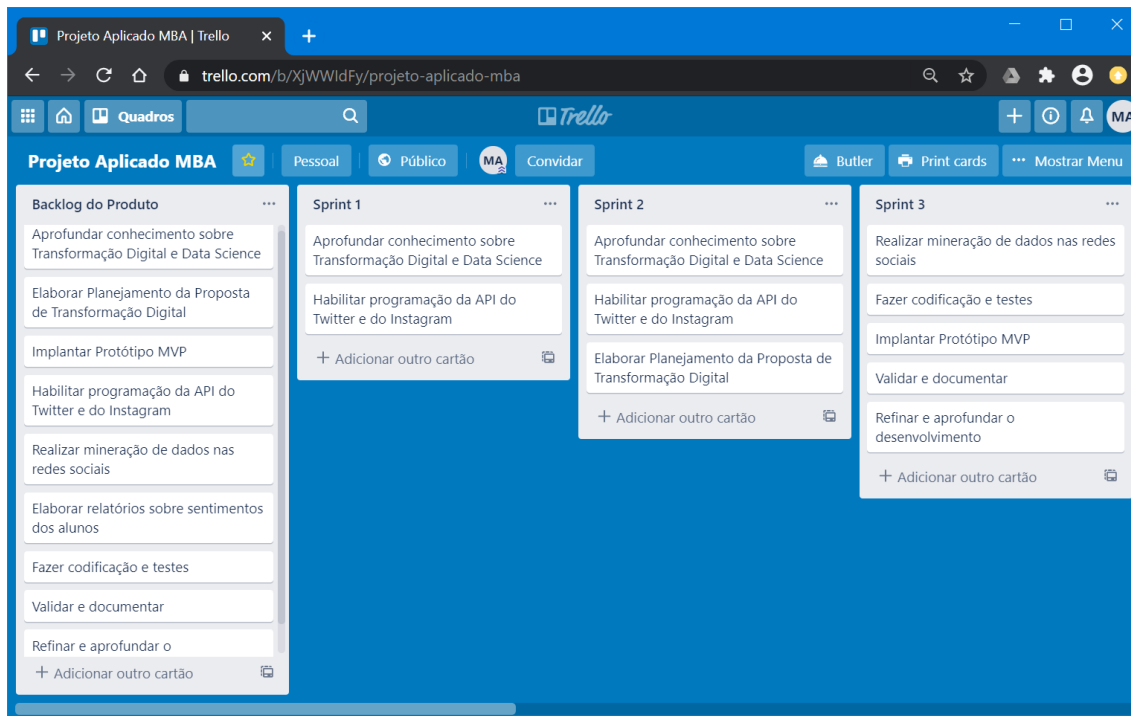 Projeto Aplicado MBA | Trello
trello.com/b/XjWWIdFy/projeto-aplicado-mba
Quadros
Trello
MA
Projeto Aplicado MBA
Pessoal
Público
MA
Convidar
Butler
Print cards
Mostrar Menu
Backlog do Produto
Aprofundar conhecimento sobre
Transformação Digital e Data Science
Elaborar Planejamento da Proposta
de Transformação Digital
Implantar Protótipo MVP
Habilitar programação da API do
Twitter e do Instagram
Realizar mineração de dados nas
redes sociais
Elaborar relatórios sobre sentimentos
dos alunos
Fazer codificação e testes
Validar e documentar
Refinar e aprofundar o
+ Adicionar outro cartão
Sprint 1
Aprofundar conhecimento sobre
Transformação Digital e Data Science
Habilitar programação da API do
Twitter e do Instagram
+ Adicionar outro cartão
Sprint 2
Aprofundar conhecimento sobre
Transformação Digital e Data Science
Habilitar programação da API do
Twitter e do Instagram
Elaborar Planejamento da Proposta de
Transformação Digital
+ Adicionar outro cartão
Sprint 3
Realizar mineração de dados nas redes
sociais
Fazer codificação e testes
Implantar Protótipo MVP
Validar e documentar
Refinar e aprofundar o
desenvolvimento
+ Adicionar outro cartão